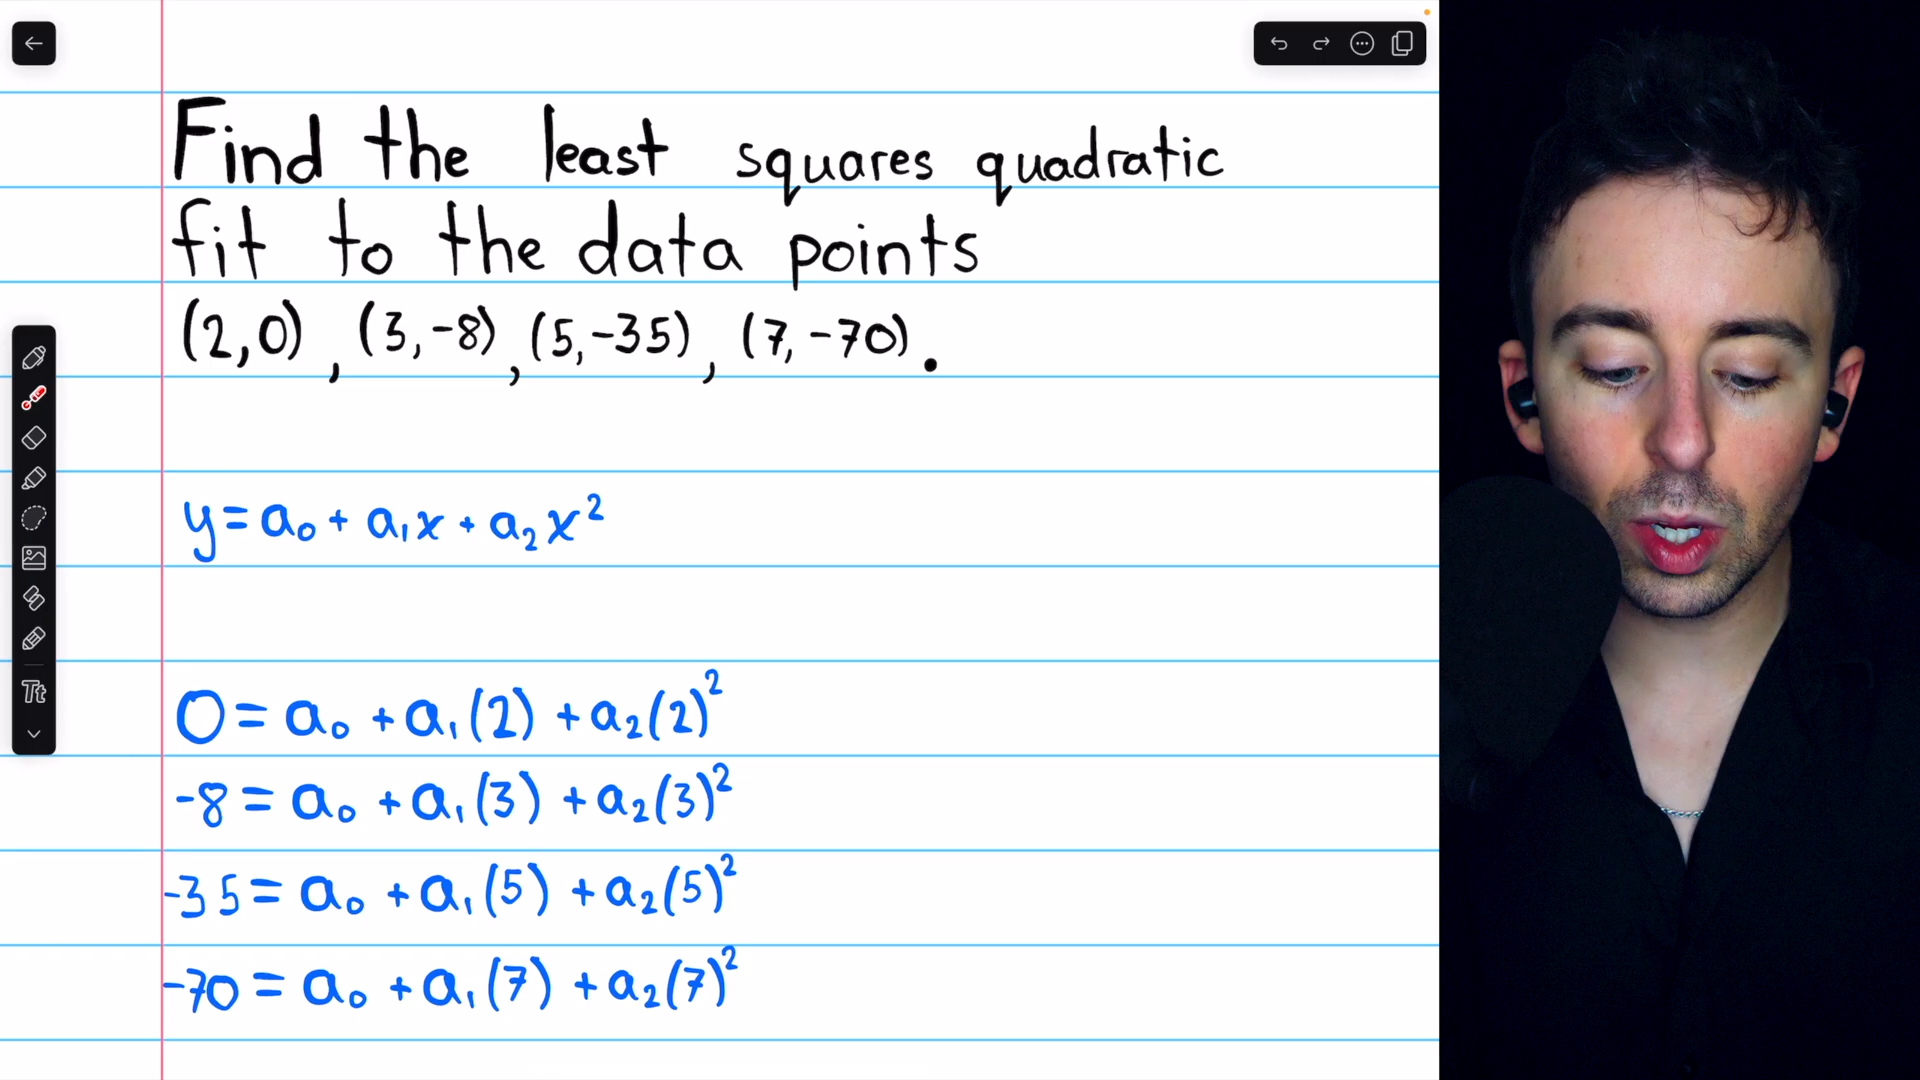 Find the least squares quadratic
fit to the data points
(2,0), (3,-8), (5,-35), (7,-70).
y=a₀+a₁x+a₂x²
0=a₀+a₁(2)+a₂(2)²
-8=a₀+a₁(3)+a₂(3)²
-35=a₀+a₁(5)+a₂(5)²
-70=a₀+a₁(7)+a₂(7)²
Tt